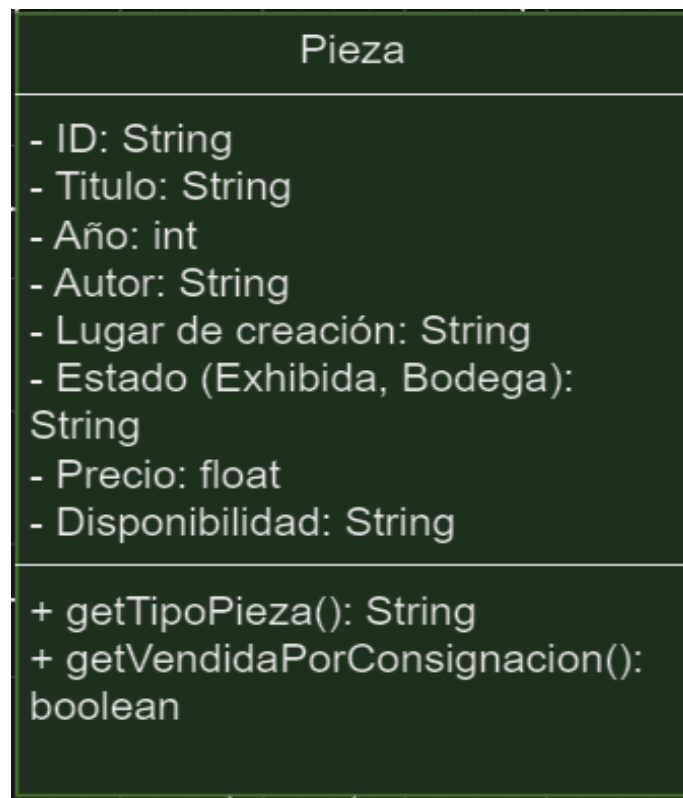 Pieza
- ID: String
- Titulo: String
- Año: int
- Autor: String
- Lugar de creación: String
- Estado (Exhibida, Bodega):
String
- Precio: float
- Disponibilidad: String
+ getTipoPieza(): String
+ getVendidaPorConsignacion():
boolean